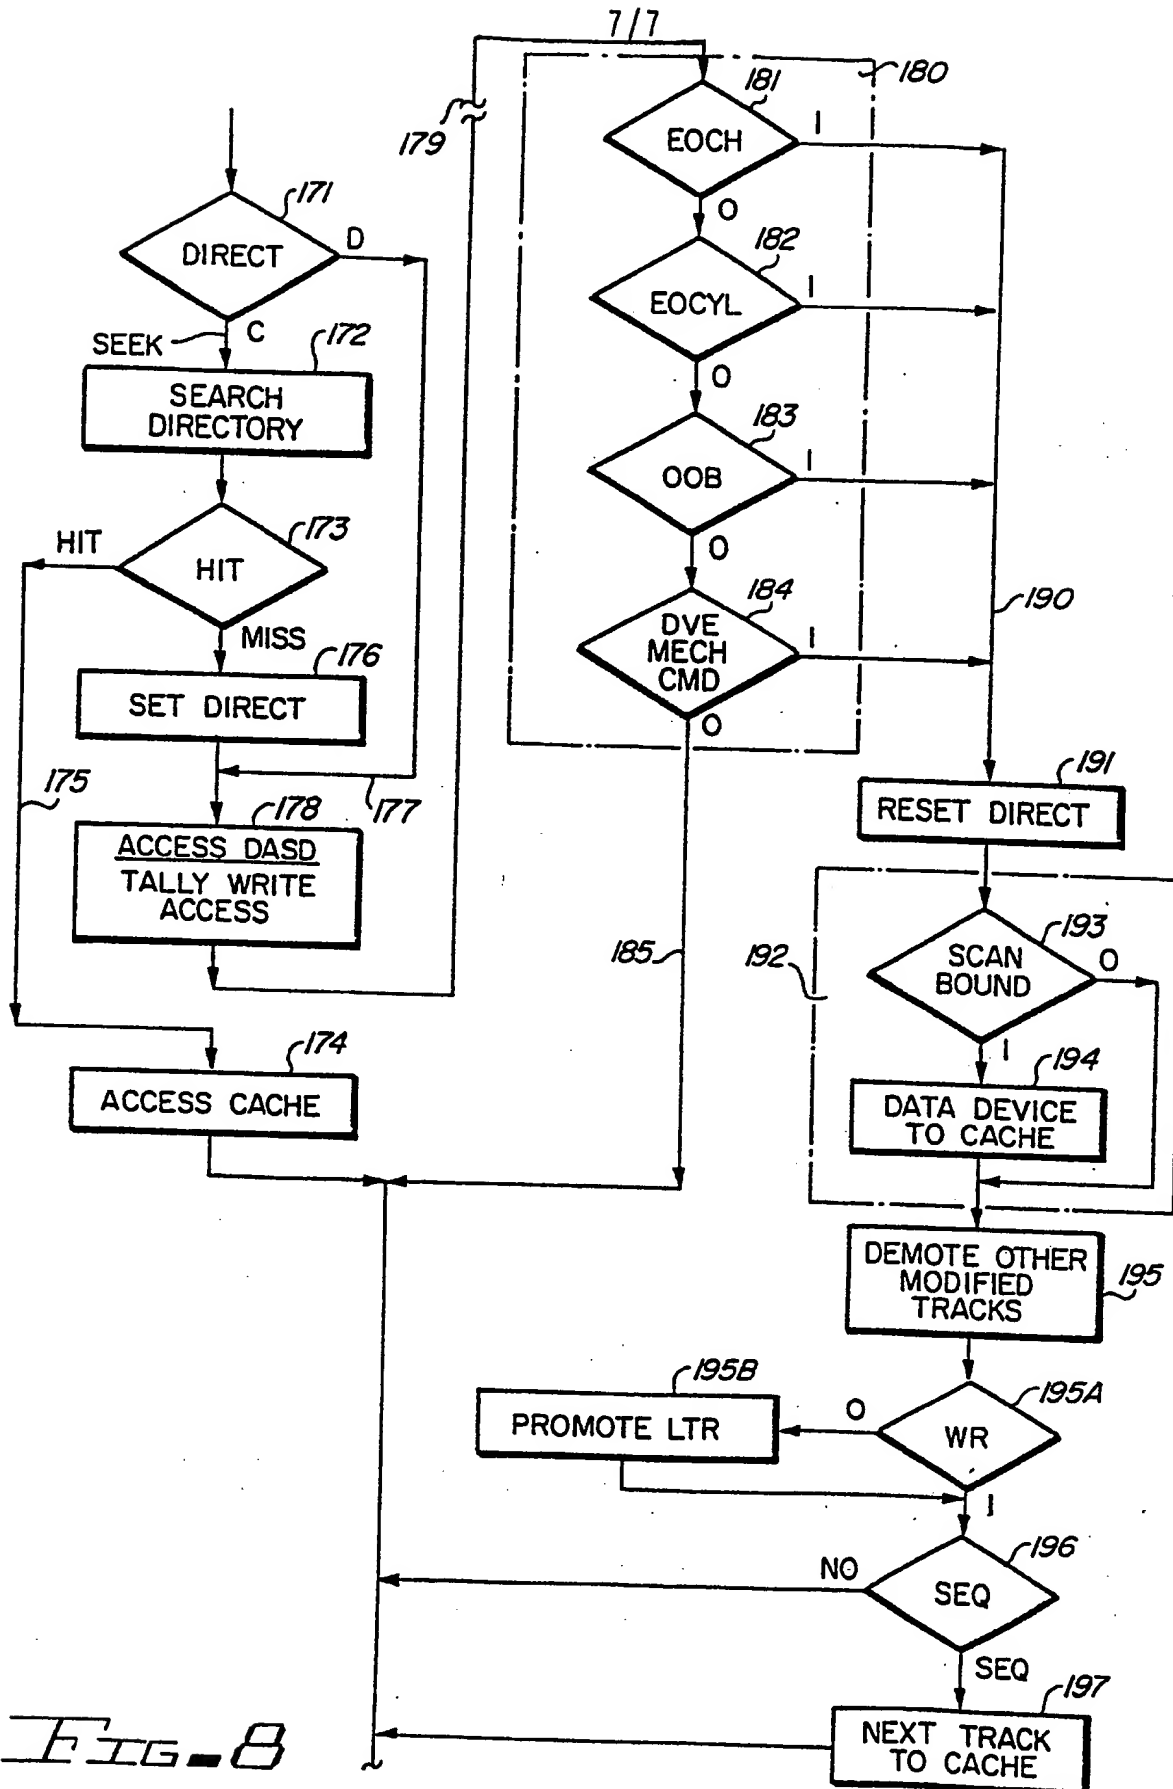 7/7
180
181
EOCH
1
179
0
171
DIRECT
D
182
EOCYL
1
SEEK
C
172
SEARCH
DIRECTORY
0
183
OOB
1
HIT
173
HIT
0
184
DVE
MECH
CMD
1
190
MISS
176
SET DIRECT
0
175
177
178
ACCESS DASD
TALLY WRITE
ACCESS
191
RESET DIRECT
185
192
193
SCAN
BOUND
0
1
174
ACCESS CACHE
194
DATA DEVICE
TO CACHE
DEMOTE OTHER
MODIFIED
TRACKS
195
195B
PROMOTE LTR
0
195A
WR
1
NO
196
SEQ
SEQ
197
NEXT TRACK
TO CACHE
FIG-8